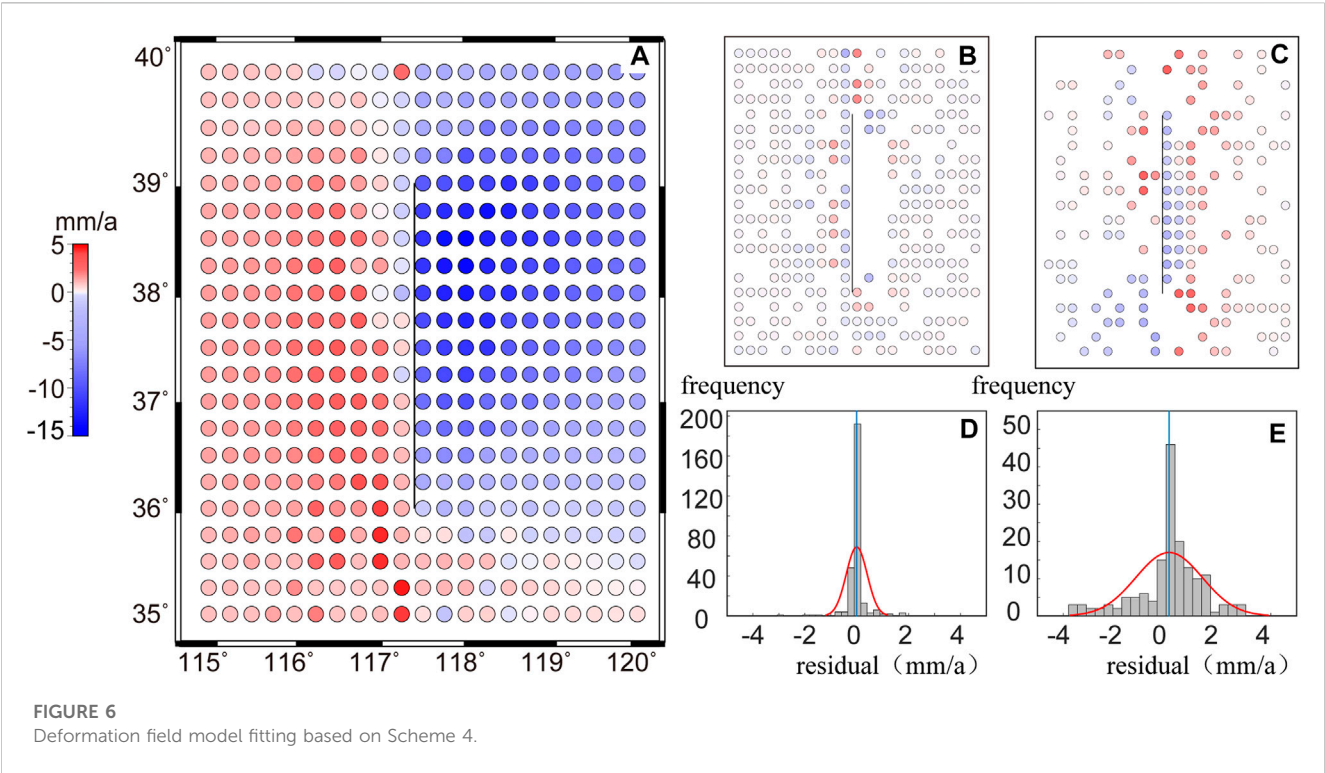 A
40°
39°
38°
37°
36°
35°
115° 116° 117° 118° 119° 120°
mm/a
5
0
-5
-10
-15
B
C
frequency
200
160
120
80
40
0
D
-4 -2 0 2 4
residual（mm/a）
frequency
50
40
30
20
10
0
E
-4 -2 0 2 4
residual（mm/a）
FIGURE 6
Deformation field model fitting based on Scheme 4.